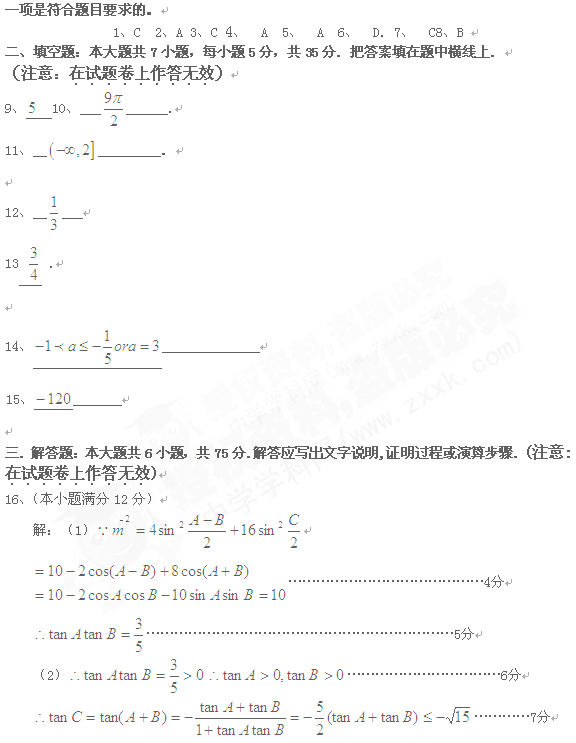 一项是符合题目要求的。
1、C 2、A 3、C 4、 A 5、 A 6、 D. 7、 C8、B
二、填空题：本大题共 7 小题，每小题 5 分，共 35 分．把答案填在题中横线上．
（注意：在试题卷上作答无效）
9、 5 10、 9π/2 .
11、 (−∞,2] .
12、 1/3
13 3/4 .
14、 −1≺a≤−1/5 ora=3
15、 −120
三．解答题：本大题共 6 小题，共 75 分.解答应写出文字说明,证明过程或演算步骤．(注意:
在试题卷上作答无效)
16、（本小题满分 12 分）
解：（1）∵ m⃗² = 4sin² (A−B)/2 +16sin² C/2
=10−2cos(A−B)+8cos(A+B) ……………………………………4分
=10−2cosAcosB−10sinAsinB=10
∴tanAtanB=3/5 ……………………………………………………5分
（2）∴tanAtanB=3/5>0 ∴tanA>0,tanB>0 …………………………6分
∴tanC=tan(A+B)=−(tanA+tanB)/(1+tanAtanB)=−5/2(tanA+tanB)≤−√15 …………7分
中学学科网(www.zxxk.com)